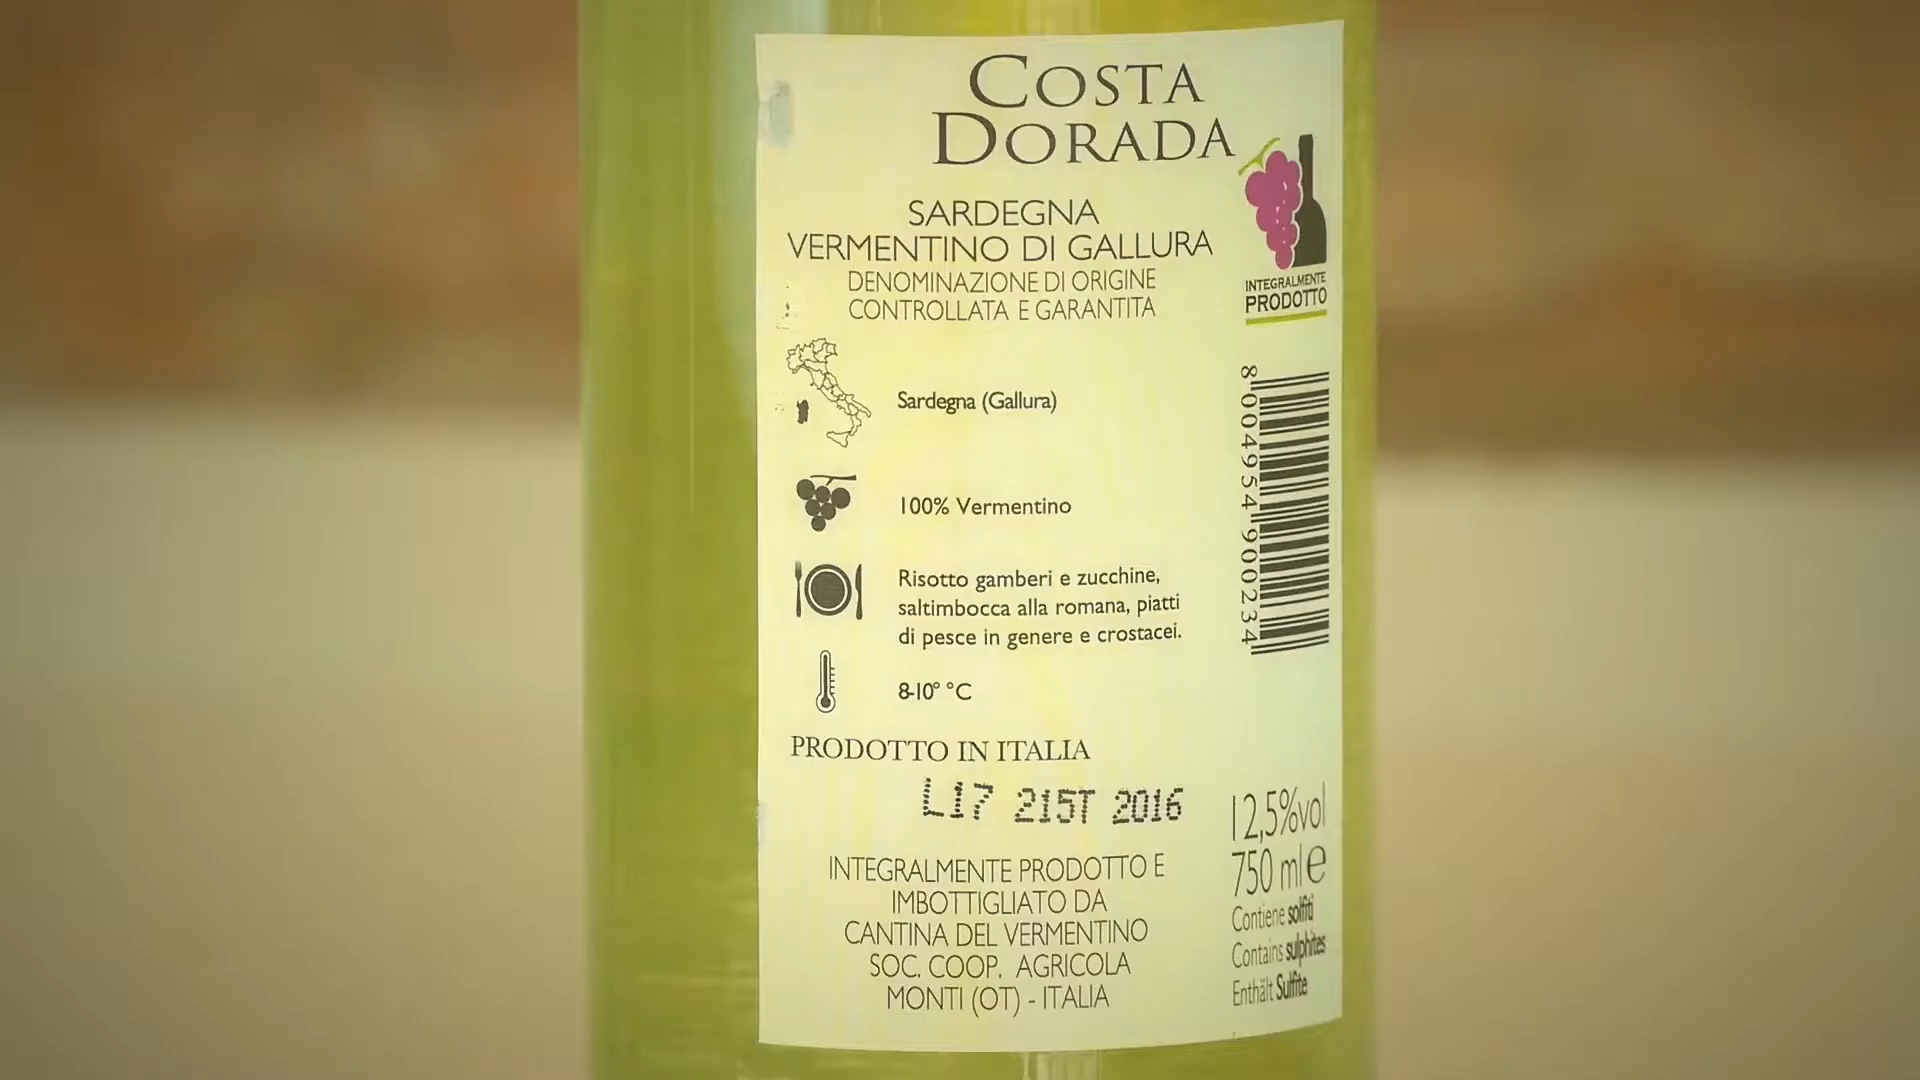 COSTA
DORADA
SARDEGNA
VERMENTINO DI GALLURA
DENOMINAZIONE DI ORIGINE
CONTROLLATA E GARANTITA
INTEGRALMENTE
PRODOTTO
Sardegna (Gallura)
100% Vermentino
Risotto gamberi e zucchine,
saltimbocca alla romana, piatti
di pesce in genere e crostacei.
8-10° °C
8 004954 900234
PRODOTTO IN ITALIA
L17 215T 2016
INTEGRALMENTE PRODOTTO E
IMBOTTIGLIATO DA
CANTINA DEL VERMENTINO
SOC. COOP. AGRICOLA
MONTI (OT) - ITALIA
12,5%vol
750 ml e
Contiene solfiti
Contains sulphites
Enthält Sulfite